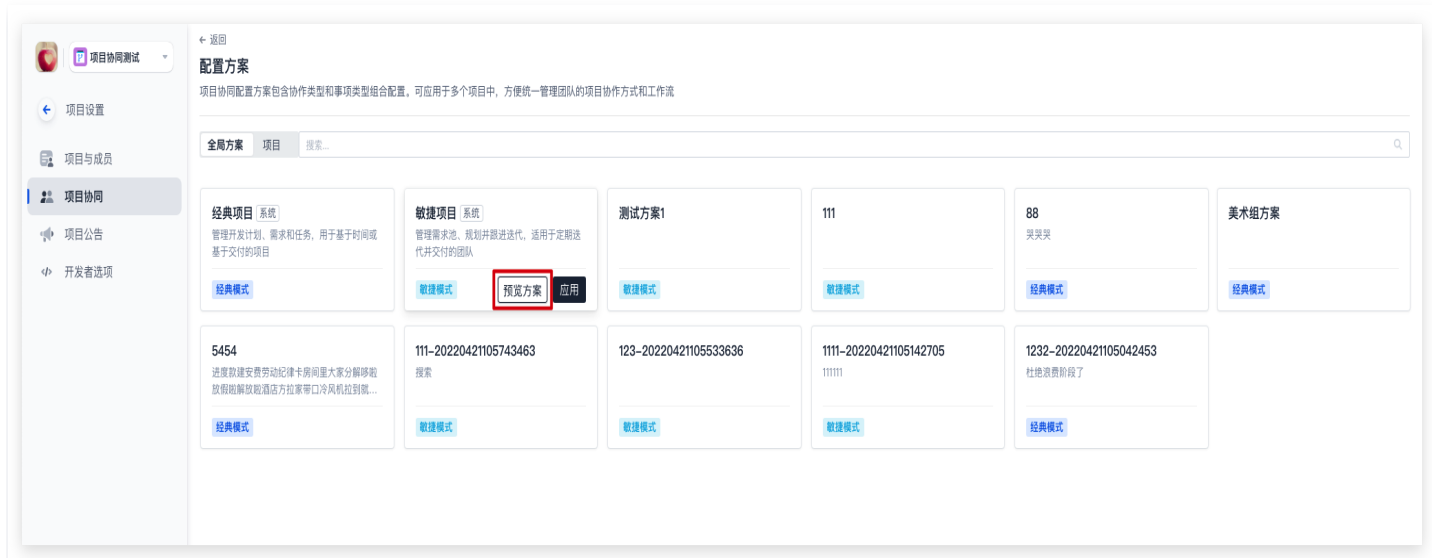 ← 返回
项目协同测试
配置方案
项目协同配置方案包含协作类型和事项类型组合配置。可应用于多个项目中，方便统一管理团队的项目协作方式和工作流
项目设置
全局方案 项目 搜索...
项目与成员
项目协同
项目公告
开发者选项
经典项目 系统
管理开发计划、需求和任务，用于基于时间或
基于交付的项目
经典模式
敏捷项目 系统
管理需求池、规划并跟进迭代，适用于定期迭
代并交付的团队
敏捷模式 预览方案 应用
测试方案1
敏捷模式
111
敏捷模式
88
哭哭哭
经典模式
美术组方案
经典模式
5454
进度款建安费劳动纪律卡房间里大家分解哆啦
放假啦解放啦酒店方拉家带口冷风机拉到就...
经典模式
111-20220421105743463
搜索
敏捷模式
123-20220421105533636
敏捷模式
1111-20220421105142705
111111
敏捷模式
1232-20220421105042453
杜绝浪费阶段了
经典模式